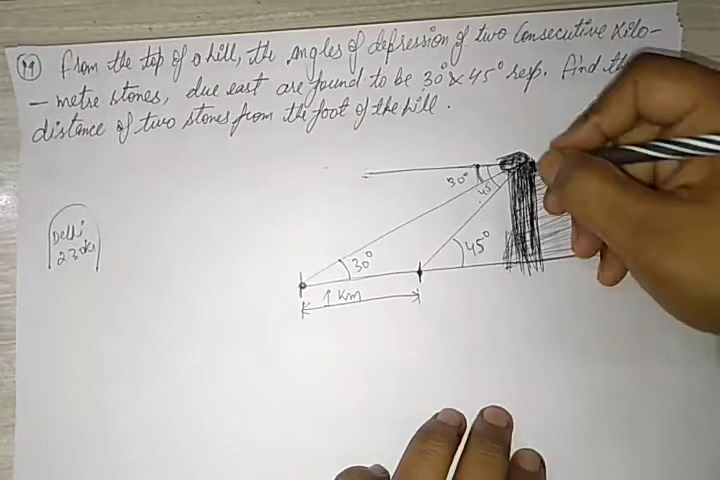 19 From the top of a hill, the angles of depression of two Consecutive Kilo-
- metre stones, due east are found to be 30° & 45° resp. Find the
distance of two stones from the foot of the hill.
30°
45
Delhi
230Km
30°
45°
1 Km